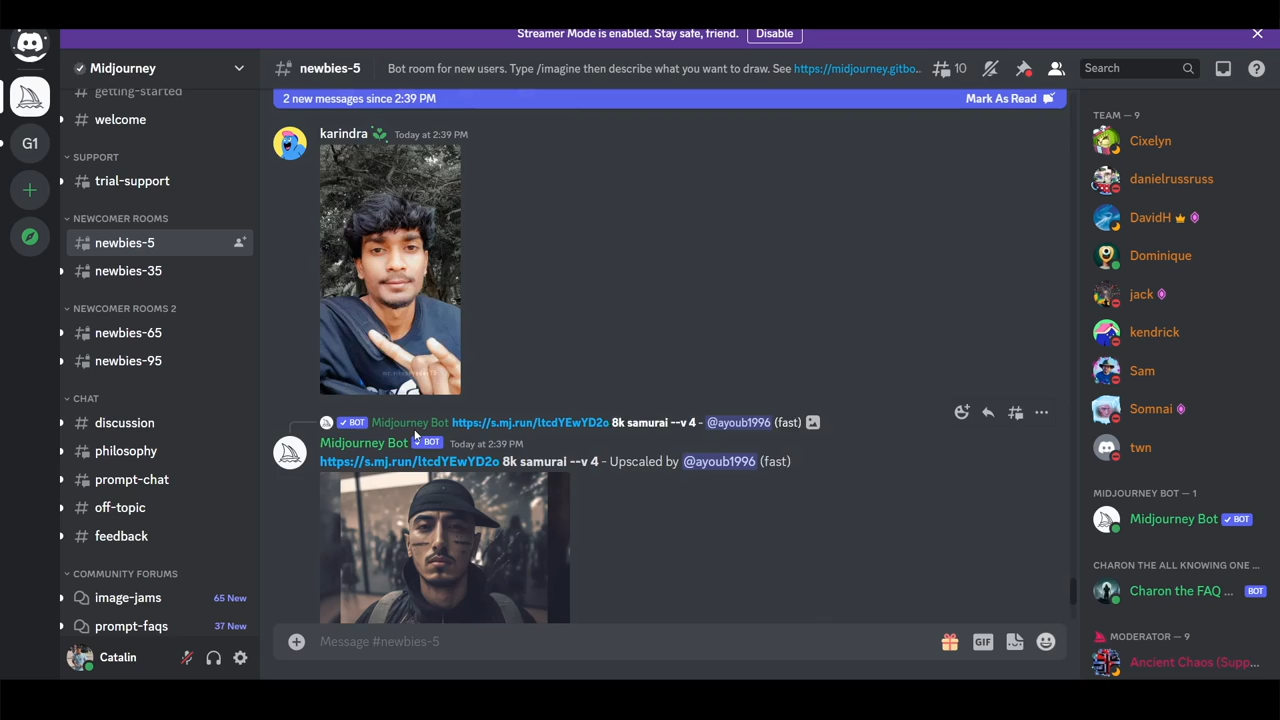 Streamer Mode is enabled. Stay safe, friend. Disable
Midjourney
newbies-5
Bot room for new users. Type /imagine then describe what you want to draw. See https://midjourney.gitbo...
10
Search
getting-started
welcome
G1
SUPPORT
trial-support
NEWCOMER ROOMS
newbies-5
newbies-35
NEWCOMER ROOMS 2
newbies-65
newbies-95
CHAT
discussion
philosophy
prompt-chat
off-topic
feedback
COMMUNITY FORUMS
image-jams 65 New
prompt-faqs 37 New
Catalin
2 new messages since 2:39 PM Mark As Read
karindra Today at 2:39 PM
BOT Midjourney Bot https://s.mj.run/ltcdYEwYD2o 8k samurai --v 4 - @ayoub1996 (fast)
Midjourney Bot BOT Today at 2:39 PM
https://s.mj.run/ltcdYEwYD2o 8k samurai --v 4 - Upscaled by @ayoub1996 (fast)
Message #newbies-5
GIF
TEAM — 9
Cixelyn
danielrussruss
DavidH
Dominique
jack
kendrick
Sam
Somnai
twn
MIDJOURNEY BOT — 1
Midjourney Bot BOT
CHARON THE ALL KNOWING ONE ...
Charon the FAQ ... BOT
MODERATOR — 9
Ancient Chaos (Supp...